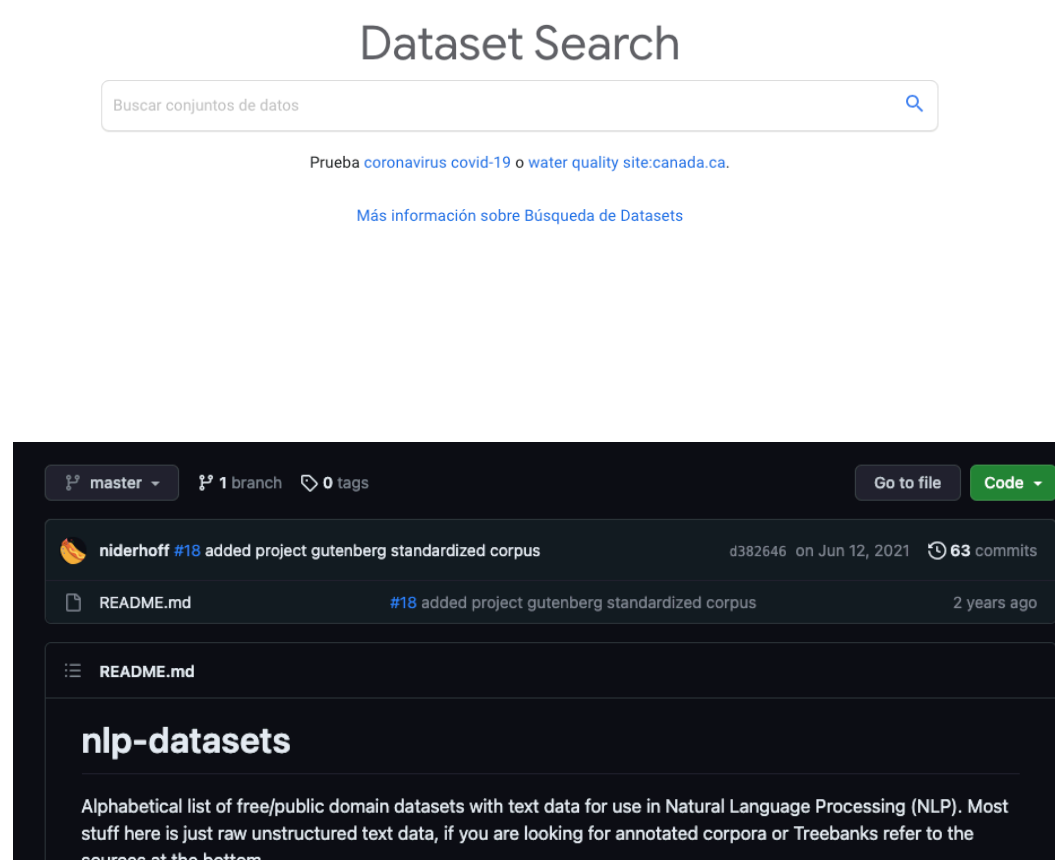 Dataset Search
Buscar conjuntos de datos
Prueba coronavirus covid-19 o water quality site:canada.ca.
Más información sobre Búsqueda de Datasets
master 1 branch 0 tags Go to file Code
niderhoff #18 added project gutenberg standardized corpus d382646 on Jun 12, 2021 63 commits
README.md #18 added project gutenberg standardized corpus 2 years ago
README.md
nlp-datasets
Alphabetical list of free/public domain datasets with text data for use in Natural Language Processing (NLP). Most
stuff here is just raw unstructured text data, if you are looking for annotated corpora or Treebanks refer to the
sources at the bottom.